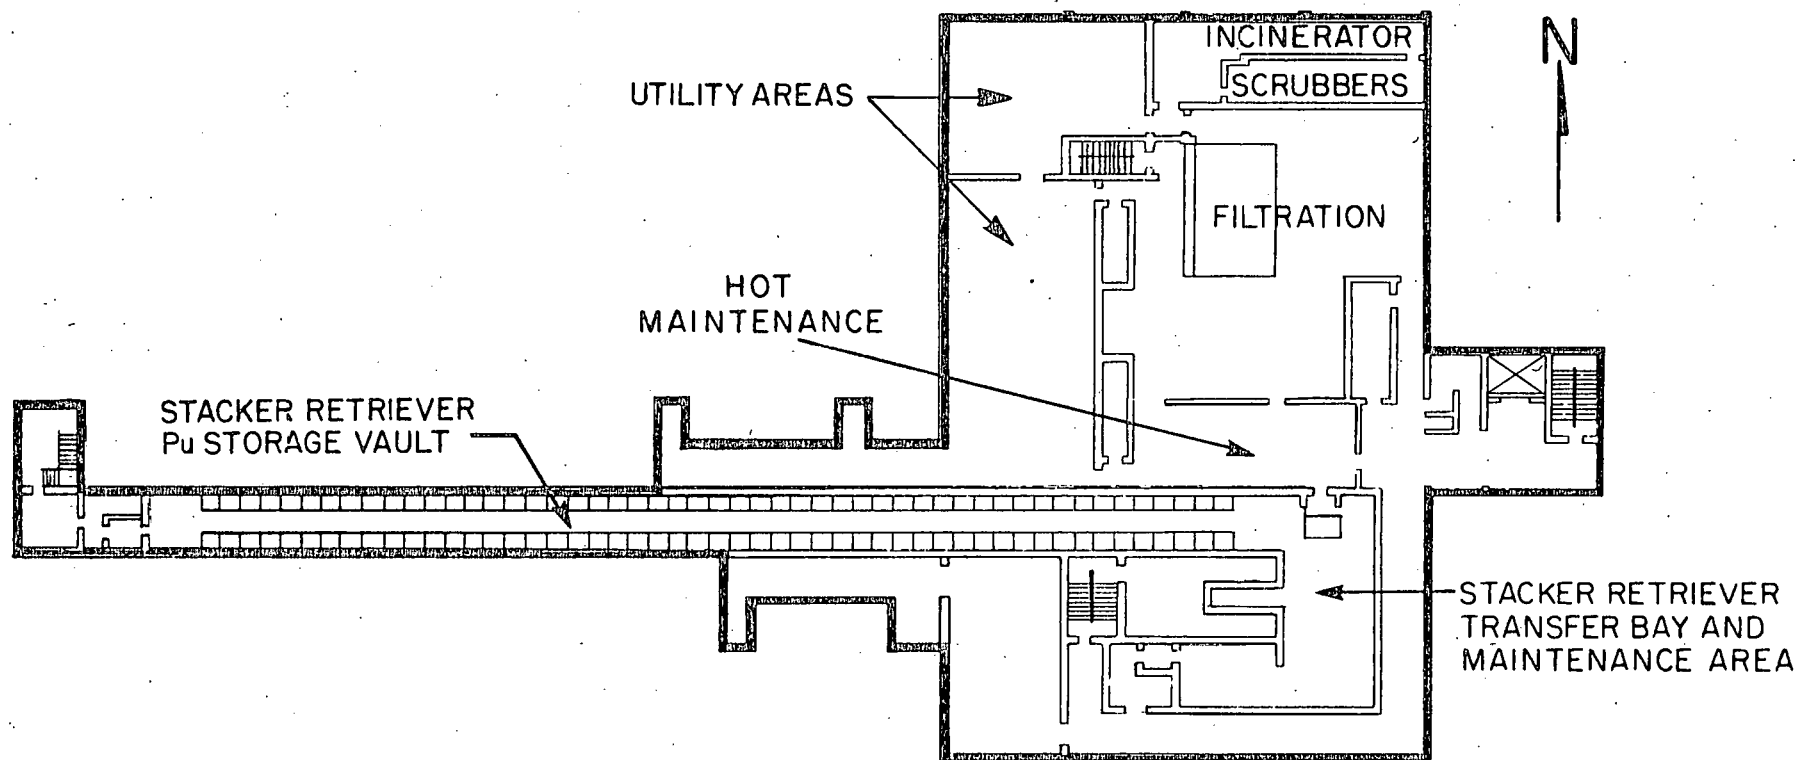 INCINERATOR
SCRUBBERS
N
UTILITY AREAS
FILTRATION
HOT
MAINTENANCE
STACKER RETRIEVER
Pu STORAGE VAULT
STACKER RETRIEVER
TRANSFER BAY AND
MAINTENANCE AREA